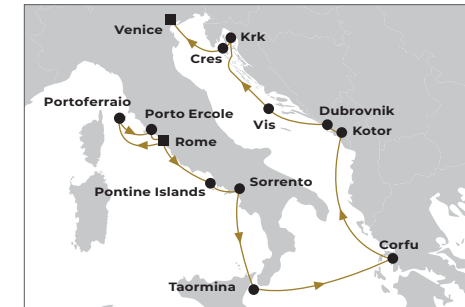 Venice
Krk
Cres
Portoferraio
Porto Ercole
Rome
Vis
Dubrovnik
Kotor
Pontine Islands
Sorrento
Corfu
Taormina